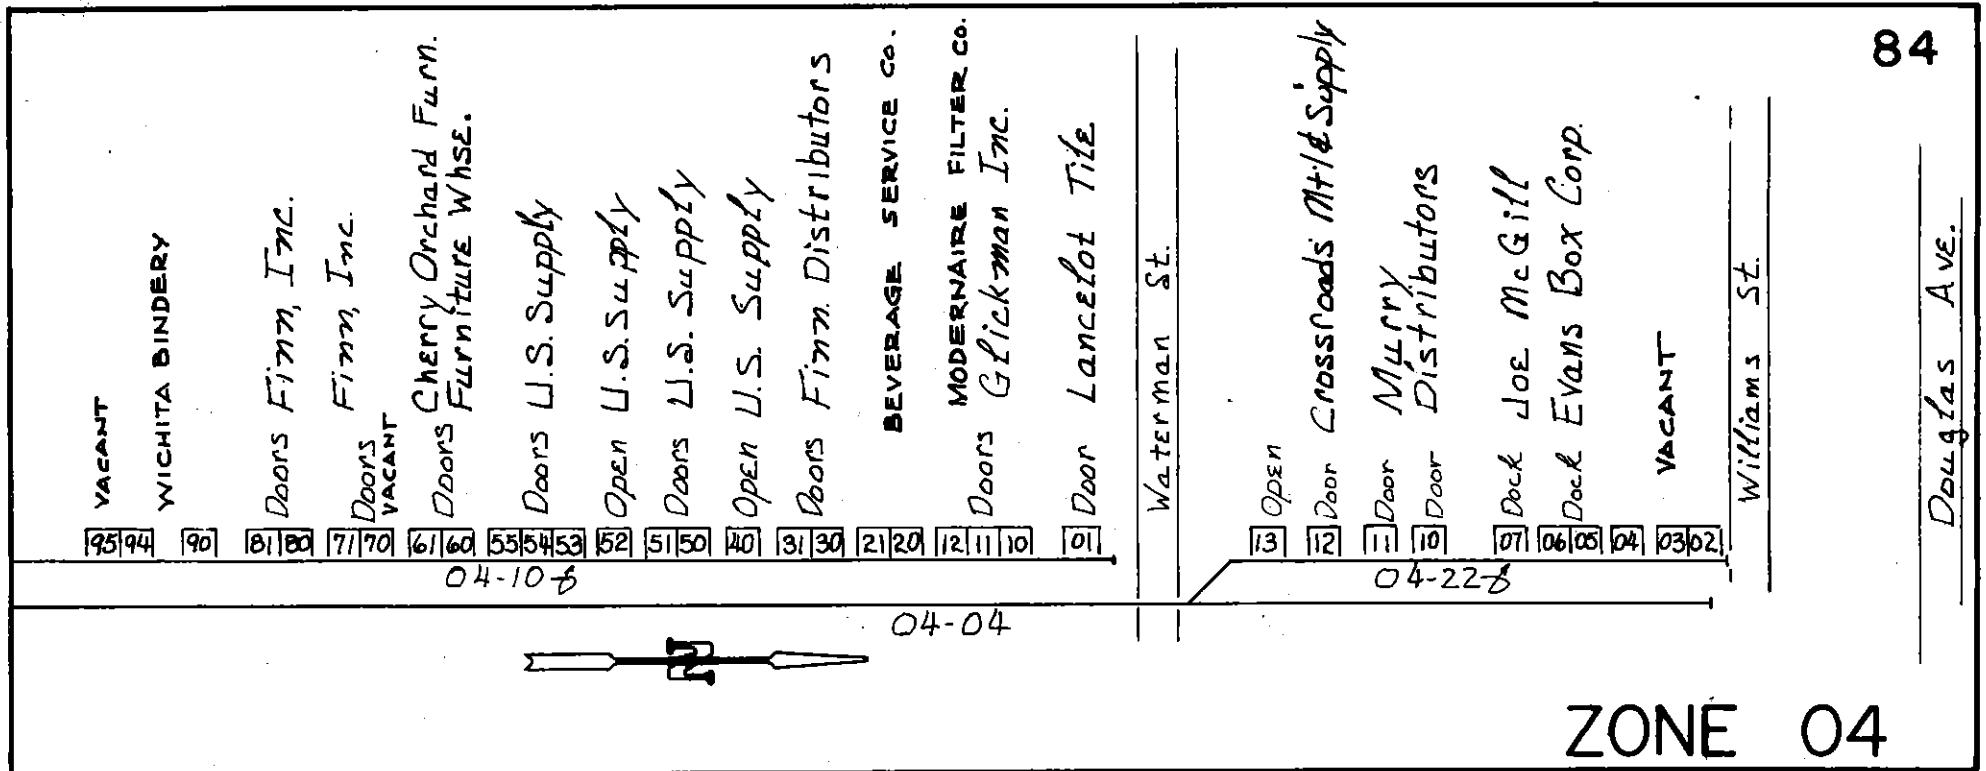 84
VACANT
WICHITA BINDERY
Doors Finn, Inc.
Doors Finn, Inc
VACANT
Doors Cherry Orchard Furn.
Furniture Whse.
Doors U.S. Supply
Open U.S. Supply
Doors U.S. Supply
Open U.S. Supply
Doors Finn Distributors
BEVERAGE SERVICE CO.
MODERNAIRE FILTER CO.
Doors Glickman Inc.
Door Lancelot Tile
Waterman St.
Open
Door Crossroads Mtl & Supply
Door Murry
Door Distributors
Dock Joe McGill
Dock Evans Box Corp.
VACANT
Williams St.
Douglas Ave.
95 94 90 81 80 71 70 61 60 55 54 53 52 51 50 40 31 30 21 20 12 11 10 01
13 12 11 10 07 06 05 04 03 02
04-10-8
04-22-8
04-04
N
ZONE 04